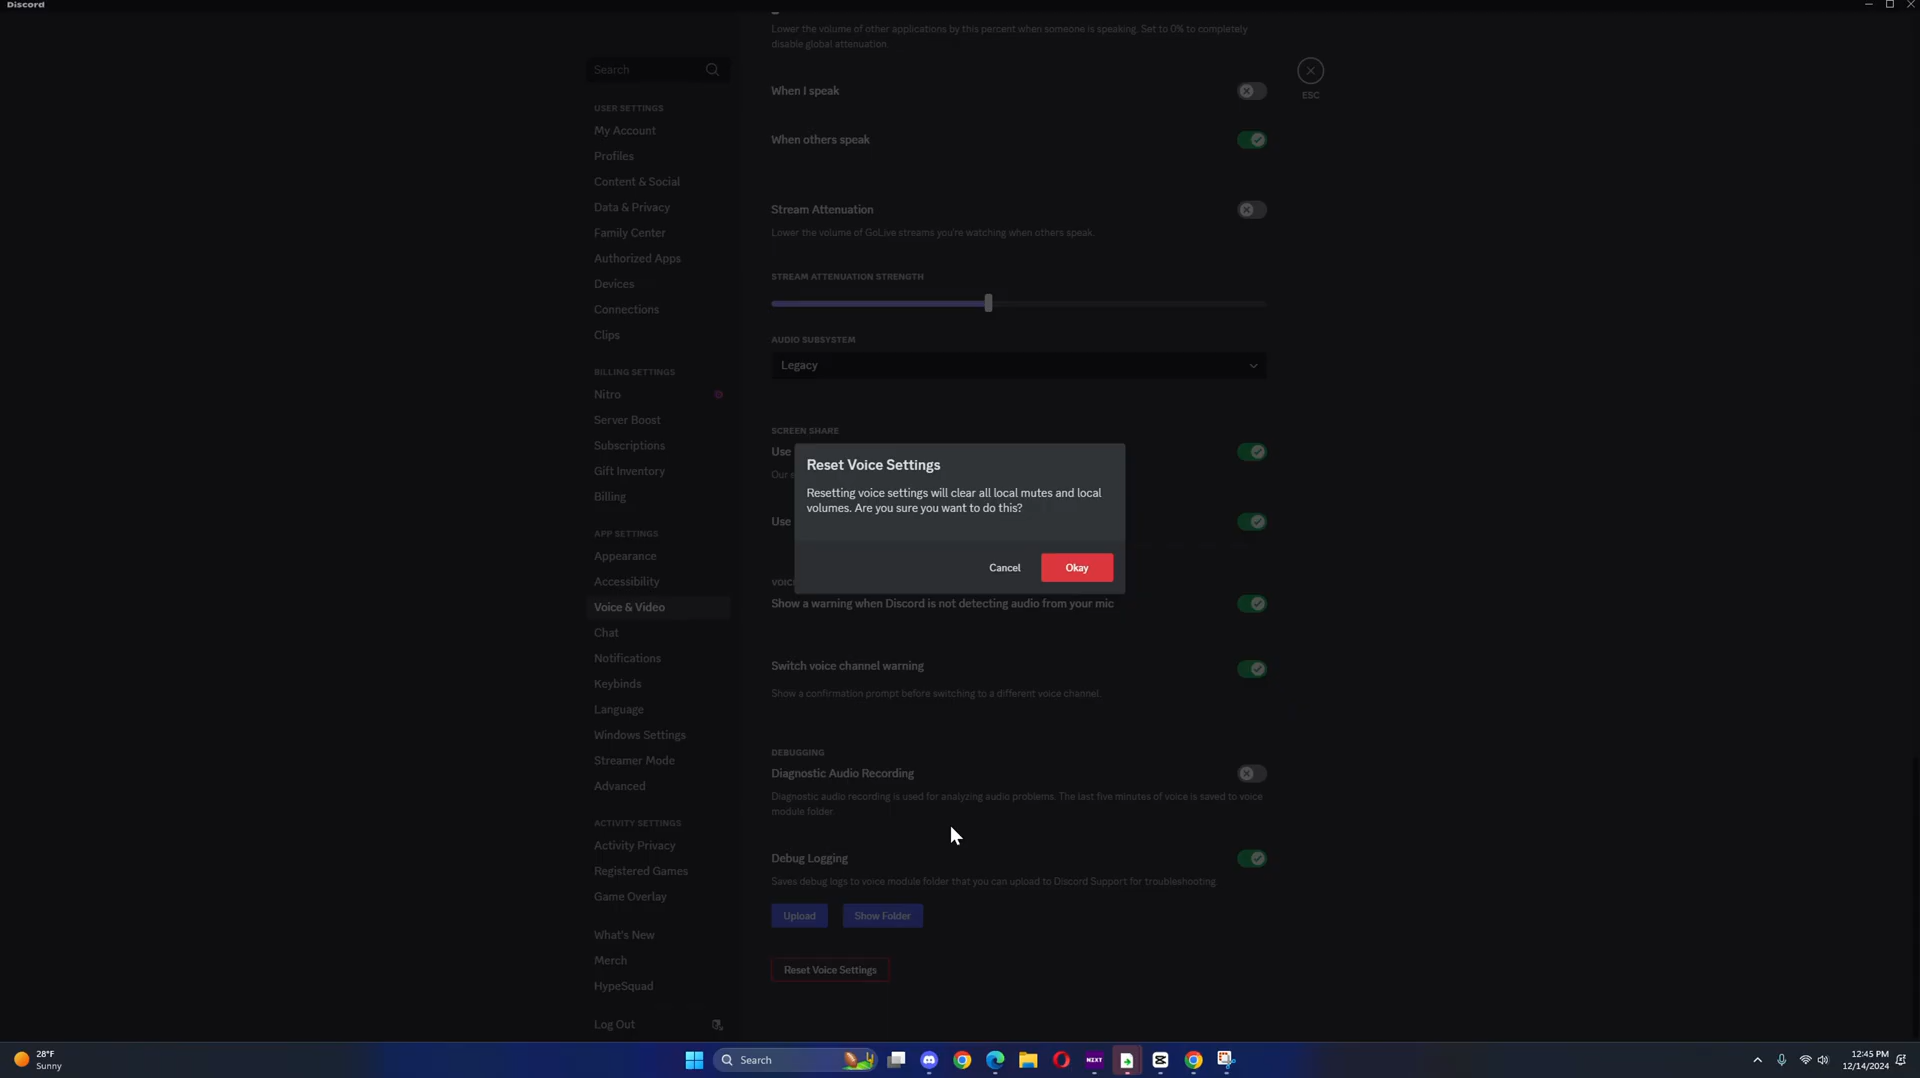 Discord
Lower the volume of other applications by this percent when someone is speaking. Set to 0% to completely
disable global attenuation.
Search
ESC
When I speak
When others speak
USER SETTINGS
My Account
Profiles
Content & Social
Data & Privacy
Family Center
Authorized Apps
Devices
Connections
Clips
Stream Attenuation
Lower the volume of GoLive streams you're watching when others speak.
STREAM ATTENUATION STRENGTH
AUDIO SUBSYSTEM
Legacy
BILLING SETTINGS
Nitro
Server Boost
Subscriptions
Gift Inventory
Billing
SCREEN SHARE
Use
Our
Use
Reset Voice Settings
Resetting voice settings will clear all local mutes and local
volumes. Are you sure you want to do this?
Cancel
Okay
APP SETTINGS
Appearance
Accessibility
Voice & Video
Chat
Notifications
Keybinds
Language
Windows Settings
Streamer Mode
Advanced
VOIC
Show a warning when Discord is not detecting audio from your mic
Switch voice channel warning
Show a confirmation prompt before switching to a different voice channel.
DEBUGGING
Diagnostic Audio Recording
Diagnostic audio recording is used for analyzing audio problems. The last five minutes of voice is saved to voice
module folder.
Debug Logging
Saves debug logs to voice module folder that you can upload to Discord Support for troubleshooting.
Upload
Show Folder
Reset Voice Settings
ACTIVITY SETTINGS
Activity Privacy
Registered Games
Game Overlay
What's New
Merch
HypeSquad
Log Out
28°F
Sunny
Search
NIXT
12:45 PM
12/14/2024